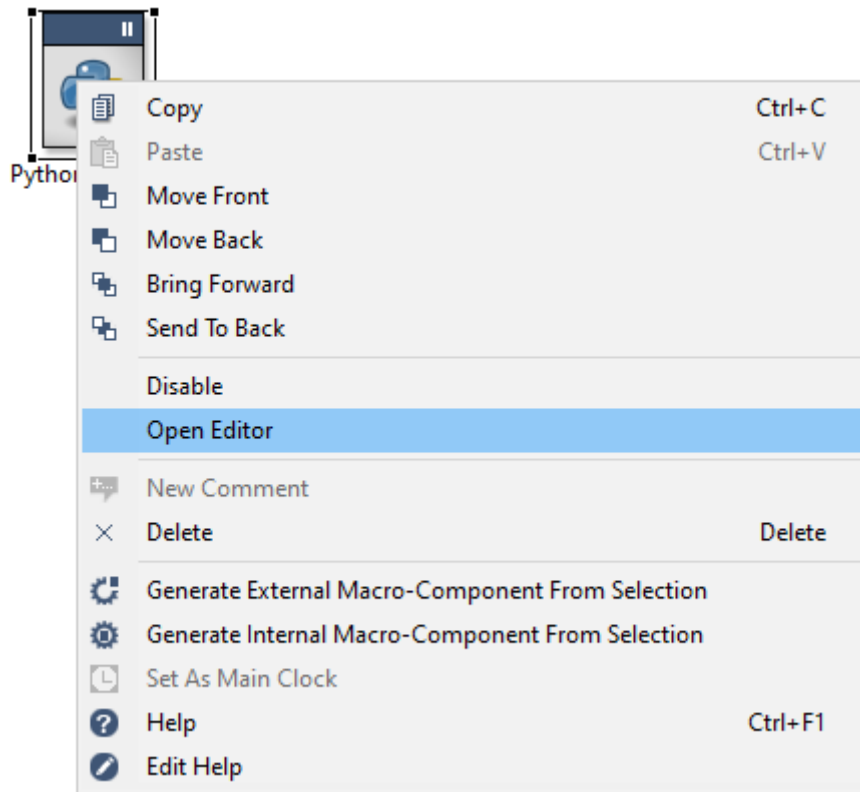 Copy Ctrl+C
Paste Ctrl+V
Pytho
Move Front
Move Back
Bring Forward
Send To Back
Disable
Open Editor
New Comment
Delete Delete
Generate External Macro-Component From Selection
Generate Internal Macro-Component From Selection
Set As Main Clock
Help Ctrl+F1
Edit Help